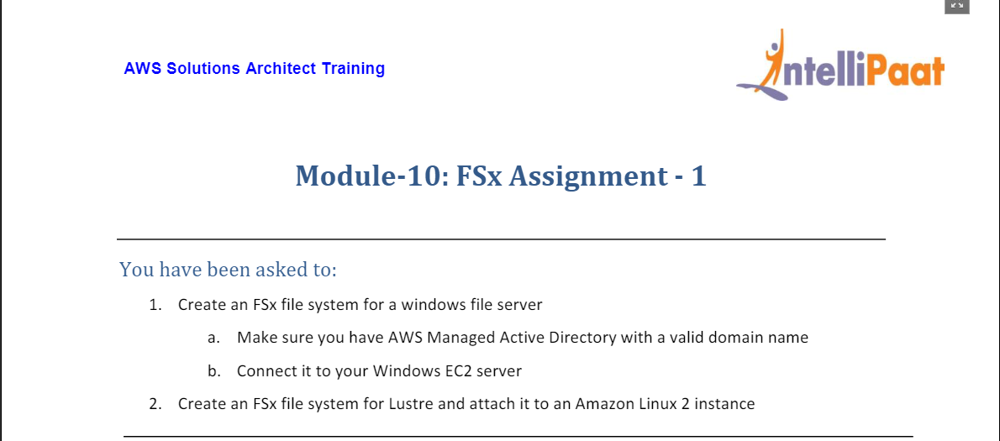 AWS Solutions Architect Training
IntelliPaat
Module-10: FSx Assignment - 1
You have been asked to:
1. Create an FSx file system for a windows file server
a. Make sure you have AWS Managed Active Directory with a valid domain name
b. Connect it to your Windows EC2 server
2. Create an FSx file system for Lustre and attach it to an Amazon Linux 2 instance